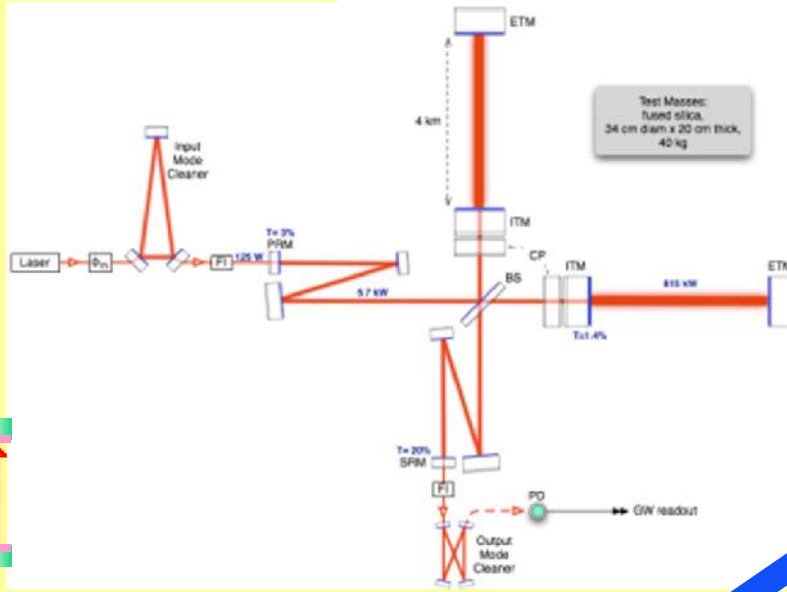 ETM
4 km
Test Masses:
fused silica,
34 cm diam x 20 cm thick,
40 kg
Input
Mode
Cleaner
ITM
T= 3%
PRM
CP
Laser
Φm
FI
125 W
BS
ITM
ETM
5.7 kW
815 kW
T=1.4%
T= 20%
SRM
FI
PD
GW readout
Output
Mode
Cleaner